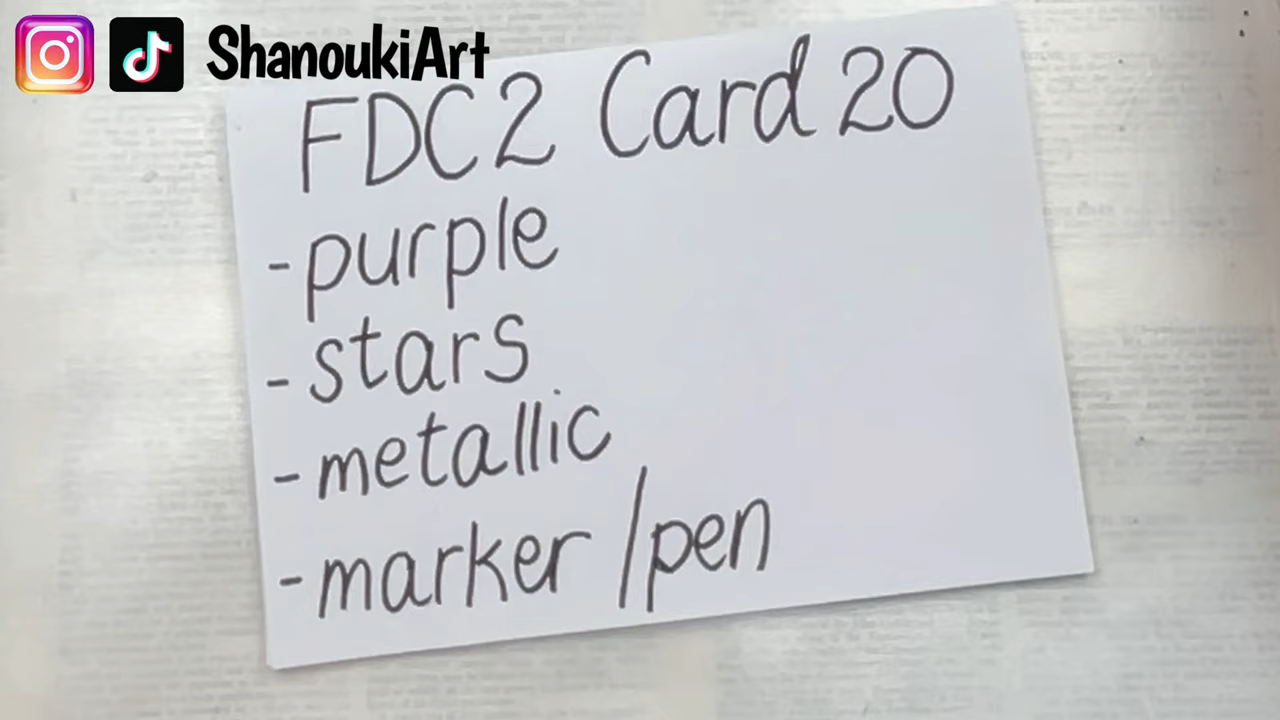 ShanoukiArt
FDC2 Card 20
- purple
- stars
- metallic
- marker/pen